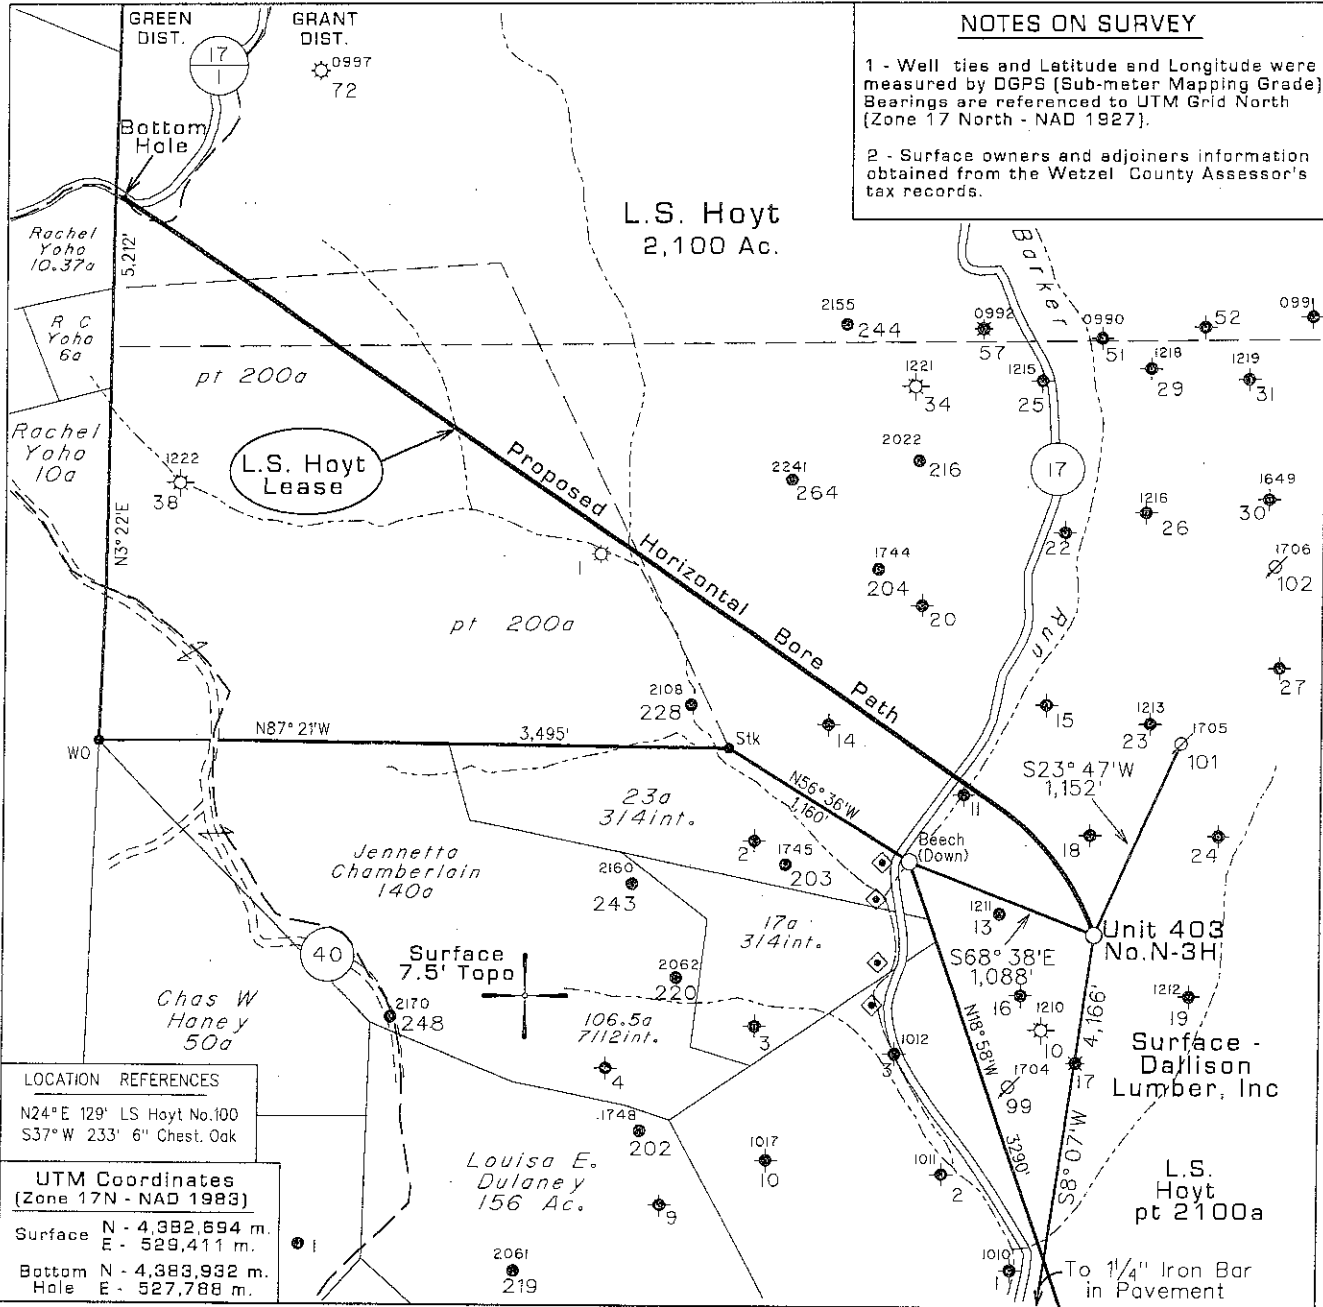 GREEN
DIST.
GRANT
DIST.
17
1
0997
72
NOTES ON SURVEY
1 - Well ties and Latitude and Longitude were
measured by DGPS (Sub-meter Mapping Grade)
Bearings are referenced to UTM Grid North
(Zone 17 North - NAD 1927).
2 - Surface owners and adjoiners information
obtained from the Wetzel County Assessor's
tax records.
Bottom
Hole
L.S. Hoyt
2,100 Ac.
Rachel
Yoho
10.37a
5,212'
R C
Yoho
6a
pt 200a
Barker
2155
244
0992
57
0990
51
52
0991
1221
34
1215
25
1218
29
1219
31
Rachel
Yoho
10a
L.S. Hoyt
Lease
1222
38
N3°22'E
Proposed Horizontal Bore Path
2022
216
2241
264
17
1216
26
1649
30
22
1
1744
204
20
1706
102
pt 200a
Run
27
2108
228
14
15
1213
23
1705
101
WO
N87°21'W
3,495'
Stk
N56°36'W
1,160'
S23°47'W
1,152'
11
23a
3/4int.
2
1745
203
Beech
(Down)
18
24
Jennetta
Chamberlain
140a
2160
243
17a
3/4int.
1211
13
Unit 403
No.N-3H
S68°38'E
1,088'
40
Surface
7.5' Topo
2062
220
16
1210
10
1212
19
Chas W
Haney
50a
2170
248
106.5a
7/12int.
3
N18°58'W
4,166'
Surface -
Dallison
Lumber, Inc
1012
3
17
4
1704
99
LOCATION REFERENCES
N24°E 129' LS Hoyt No.100
S37°W 233' 6" Chest. Oak
1748
202
1017
10
1011
2
3290'
S8°07'W
Louisa E.
Dulaney
156 Ac.
L.S.
Hoyt
pt 2100a
9
UTM Coordinates
(Zone 17N - NAD 1983)
Surface N - 4,382,694 m.
E - 529,411 m.
Bottom N - 4,383,932 m.
Hole E - 527,788 m.
1
2061
219
1010
1
To 1 1/4" Iron Bar
in Pavement